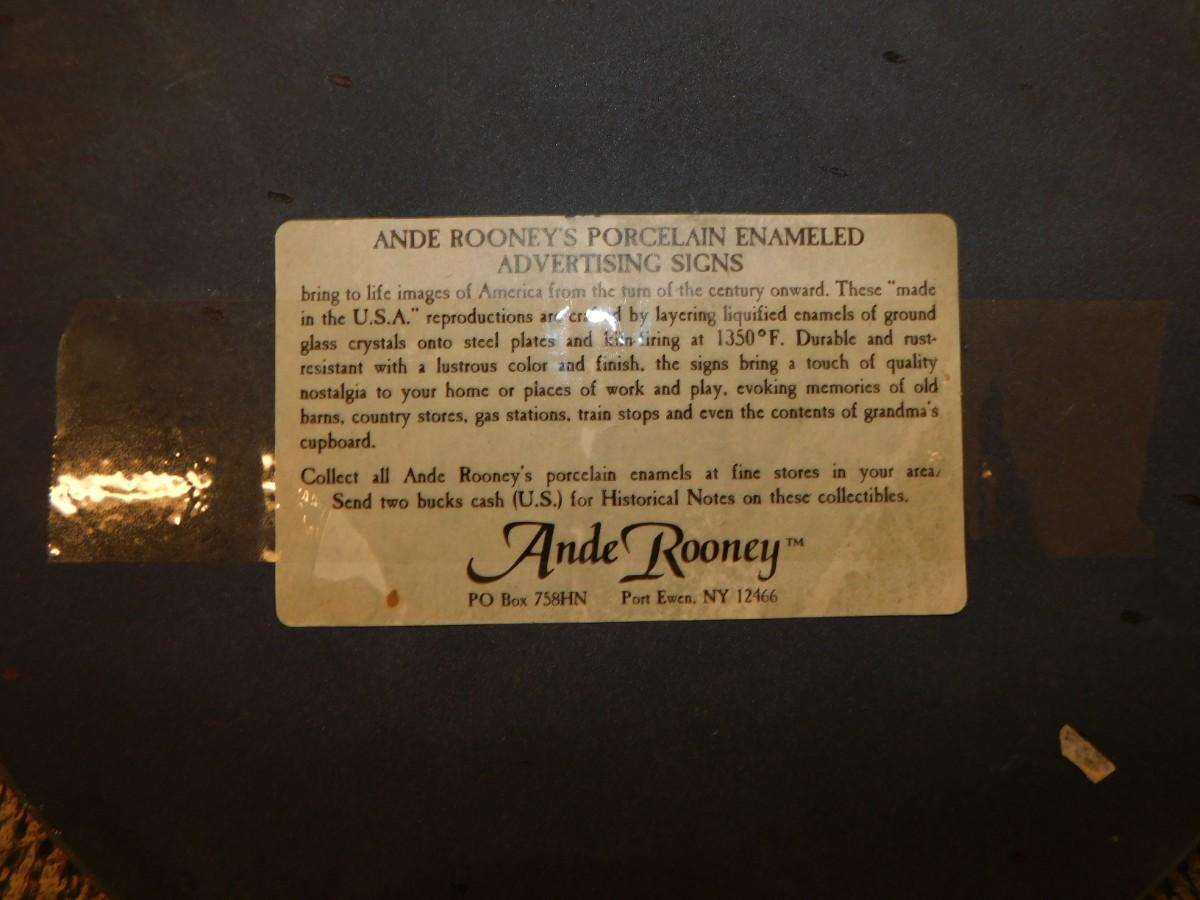 ANDE ROONEY'S PORCELAIN ENAMELED
ADVERTISING SIGNS
bring to life images of America from the turn of the century onward. These "made
in the U.S.A." reproductions are crafted by layering liquified enamels of ground
glass crystals onto steel plates and kiln-firing at 1350°F. Durable and rust-
resistant with a lustrous color and finish, the signs bring a touch of quality
nostalgia to your home or places of work and play, evoking memories of old
barns, country stores, gas stations, train stops and even the contents of grandma's
cupboard.
Collect all Ande Rooney's porcelain enamels at fine stores in your area.
Send two bucks cash (U.S.) for Historical Notes on these collectibles.
Ande Rooney™
PO Box 758HN Port Ewen, NY 12466